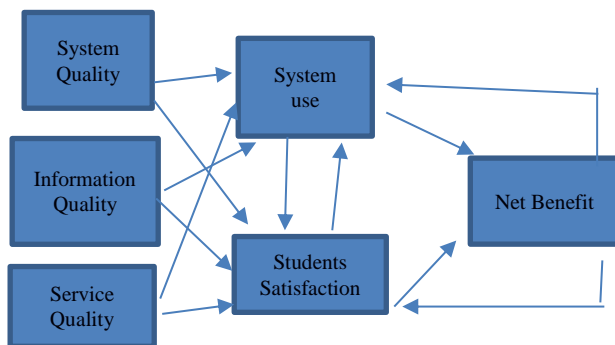 System
Quality
System
use
Information
Quality
Net Benefit
Students
Satisfaction
Service
Quality